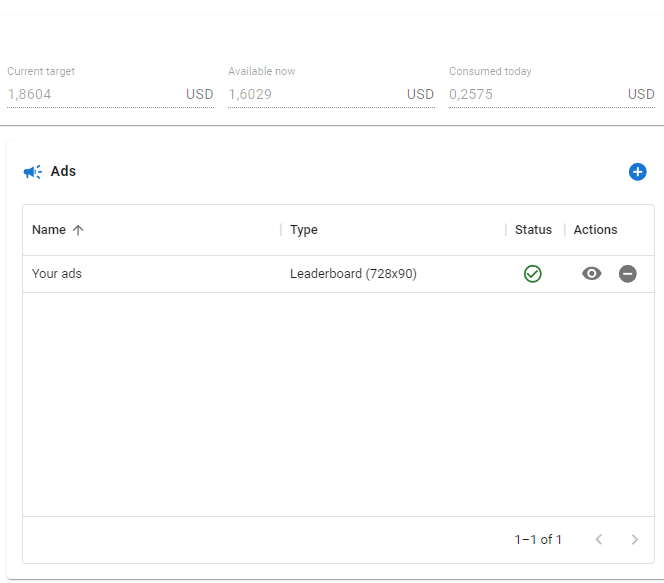 Current target Available now Consumed today
1,8604 USD 1,6029 USD 0,2575 USD
Ads
Name Type Status Actions
Your ads Leaderboard (728x90)
1–1 of 1